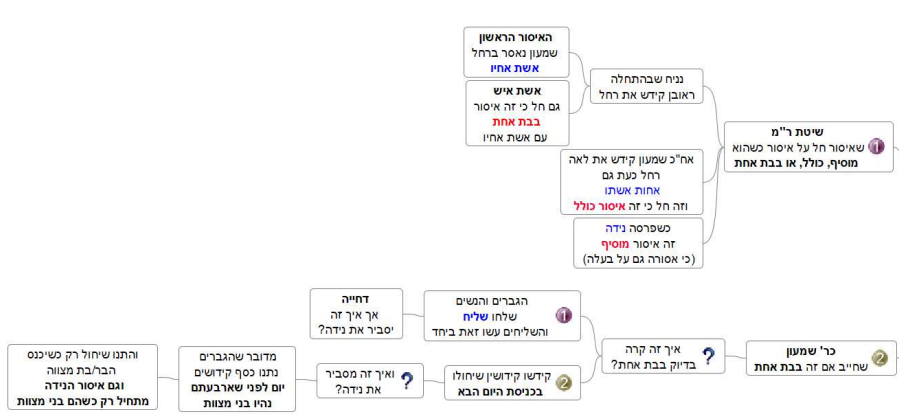 שיטת ר"מ
שאיסור חל על איסור כשהוא
מוסיף, כולל, או בבת אחת
נניח שבהתחלה
ראובן קידש את רחל
האיסור הראשון
שמעון נאסר ברחל
אשת אחיו
אשת איש
גם חל כי זה איסור
בבת אחת
עם אשת אחיו
אח"כ שמעון קידש את לאה
רחל כעת גם
אחות אשתו
וזה חל כי זה איסור כולל
כשפרסה נידה
זה איסור מוסיף
(כי אסורה גם על בעלה)
כר' שמעון
שחייב אם זה בבת אחת
איך זה קרה
בדיוק בבת אחת?
הגברים והנשים
שלחו שליח
והשליחים עשו זאת ביחד
דחייה
אך איך זה
יסביר את נידה?
קידשו קידושין שיחולו
בכניסת היום הבא
ואיך זה מסביר
את נידה?
מדובר שהגברים
נתנו כסף קידושים
יום לפני שארבעתם
נהיו בני מצוות
והתנו שיחול רק כשיכנס
הבר/בת מצווה
וגם איסור הנידה
מתחיל רק כשהם בני מצוות